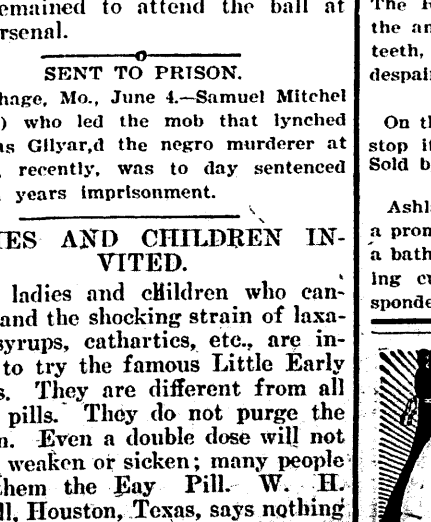 emained to attend the ball at
rsenal.
SENT TO PRISON.
hage, Mo., June 4.—Samuel Mitchel
) who led the mob that lynched
as Gilyar,d the negro murderer at
, recently, was to day sentenced
years imprisonment.
IES AND CHILDREN IN-
VITED.
ladies and children who can-
and the shocking strain of laxa-
syrups, cathartics, etc., are in-
to try the famous Little Early
s. They are different from all
pills. They do not purge the
n. Even a double dose will not
weaken or sicken; many people
them the Eay Pill. W. H.
ll, Houston, Texas, says nothing
The
the an
teeth,
despai
On th
stop i
Sold b
Ashl
a prom
a bath
ing cu
sponde